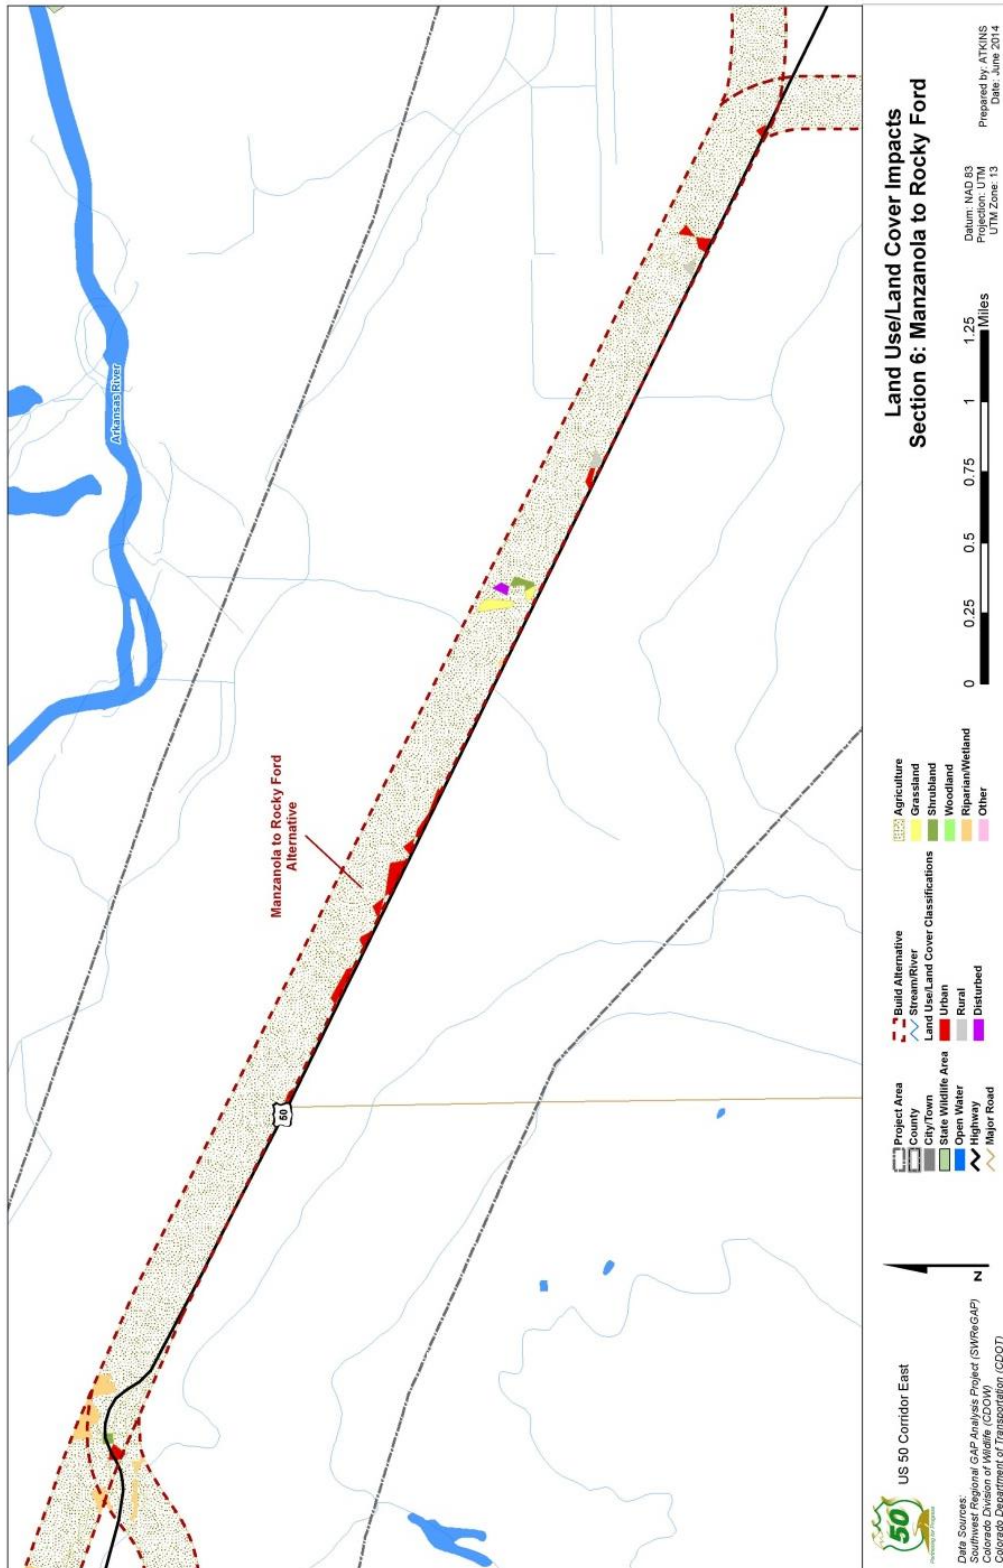 Arkansas River
Manzanola to Rocky Ford
Alternative
50
50
US 50 Corridor East
Data Sources:
Southwest Regional GAP Analysis Project (SWReGAP)
Colorado Division of Wildlife (CDOW)
Colorado Department of Transportation (CDOT)
N
Project Area
County
City/Town
State Wildlife Area
Open Water
Highway
Major Road
Build Alternative
Stream/River
Land Use/Land Cover Classifications
Urban
Rural
Disturbed
Agriculture
Grassland
Shrubland
Woodland
Riparian/Wetland
Other
Land Use/Land Cover Impacts
Section 6: Manzanola to Rocky Ford
0 0.25 0.5 0.75 1 1.25
Miles
Datum: NAD 83
Projection: UTM
UTM Zone: 13
Prepared by: ATKINS
Date: June 2014